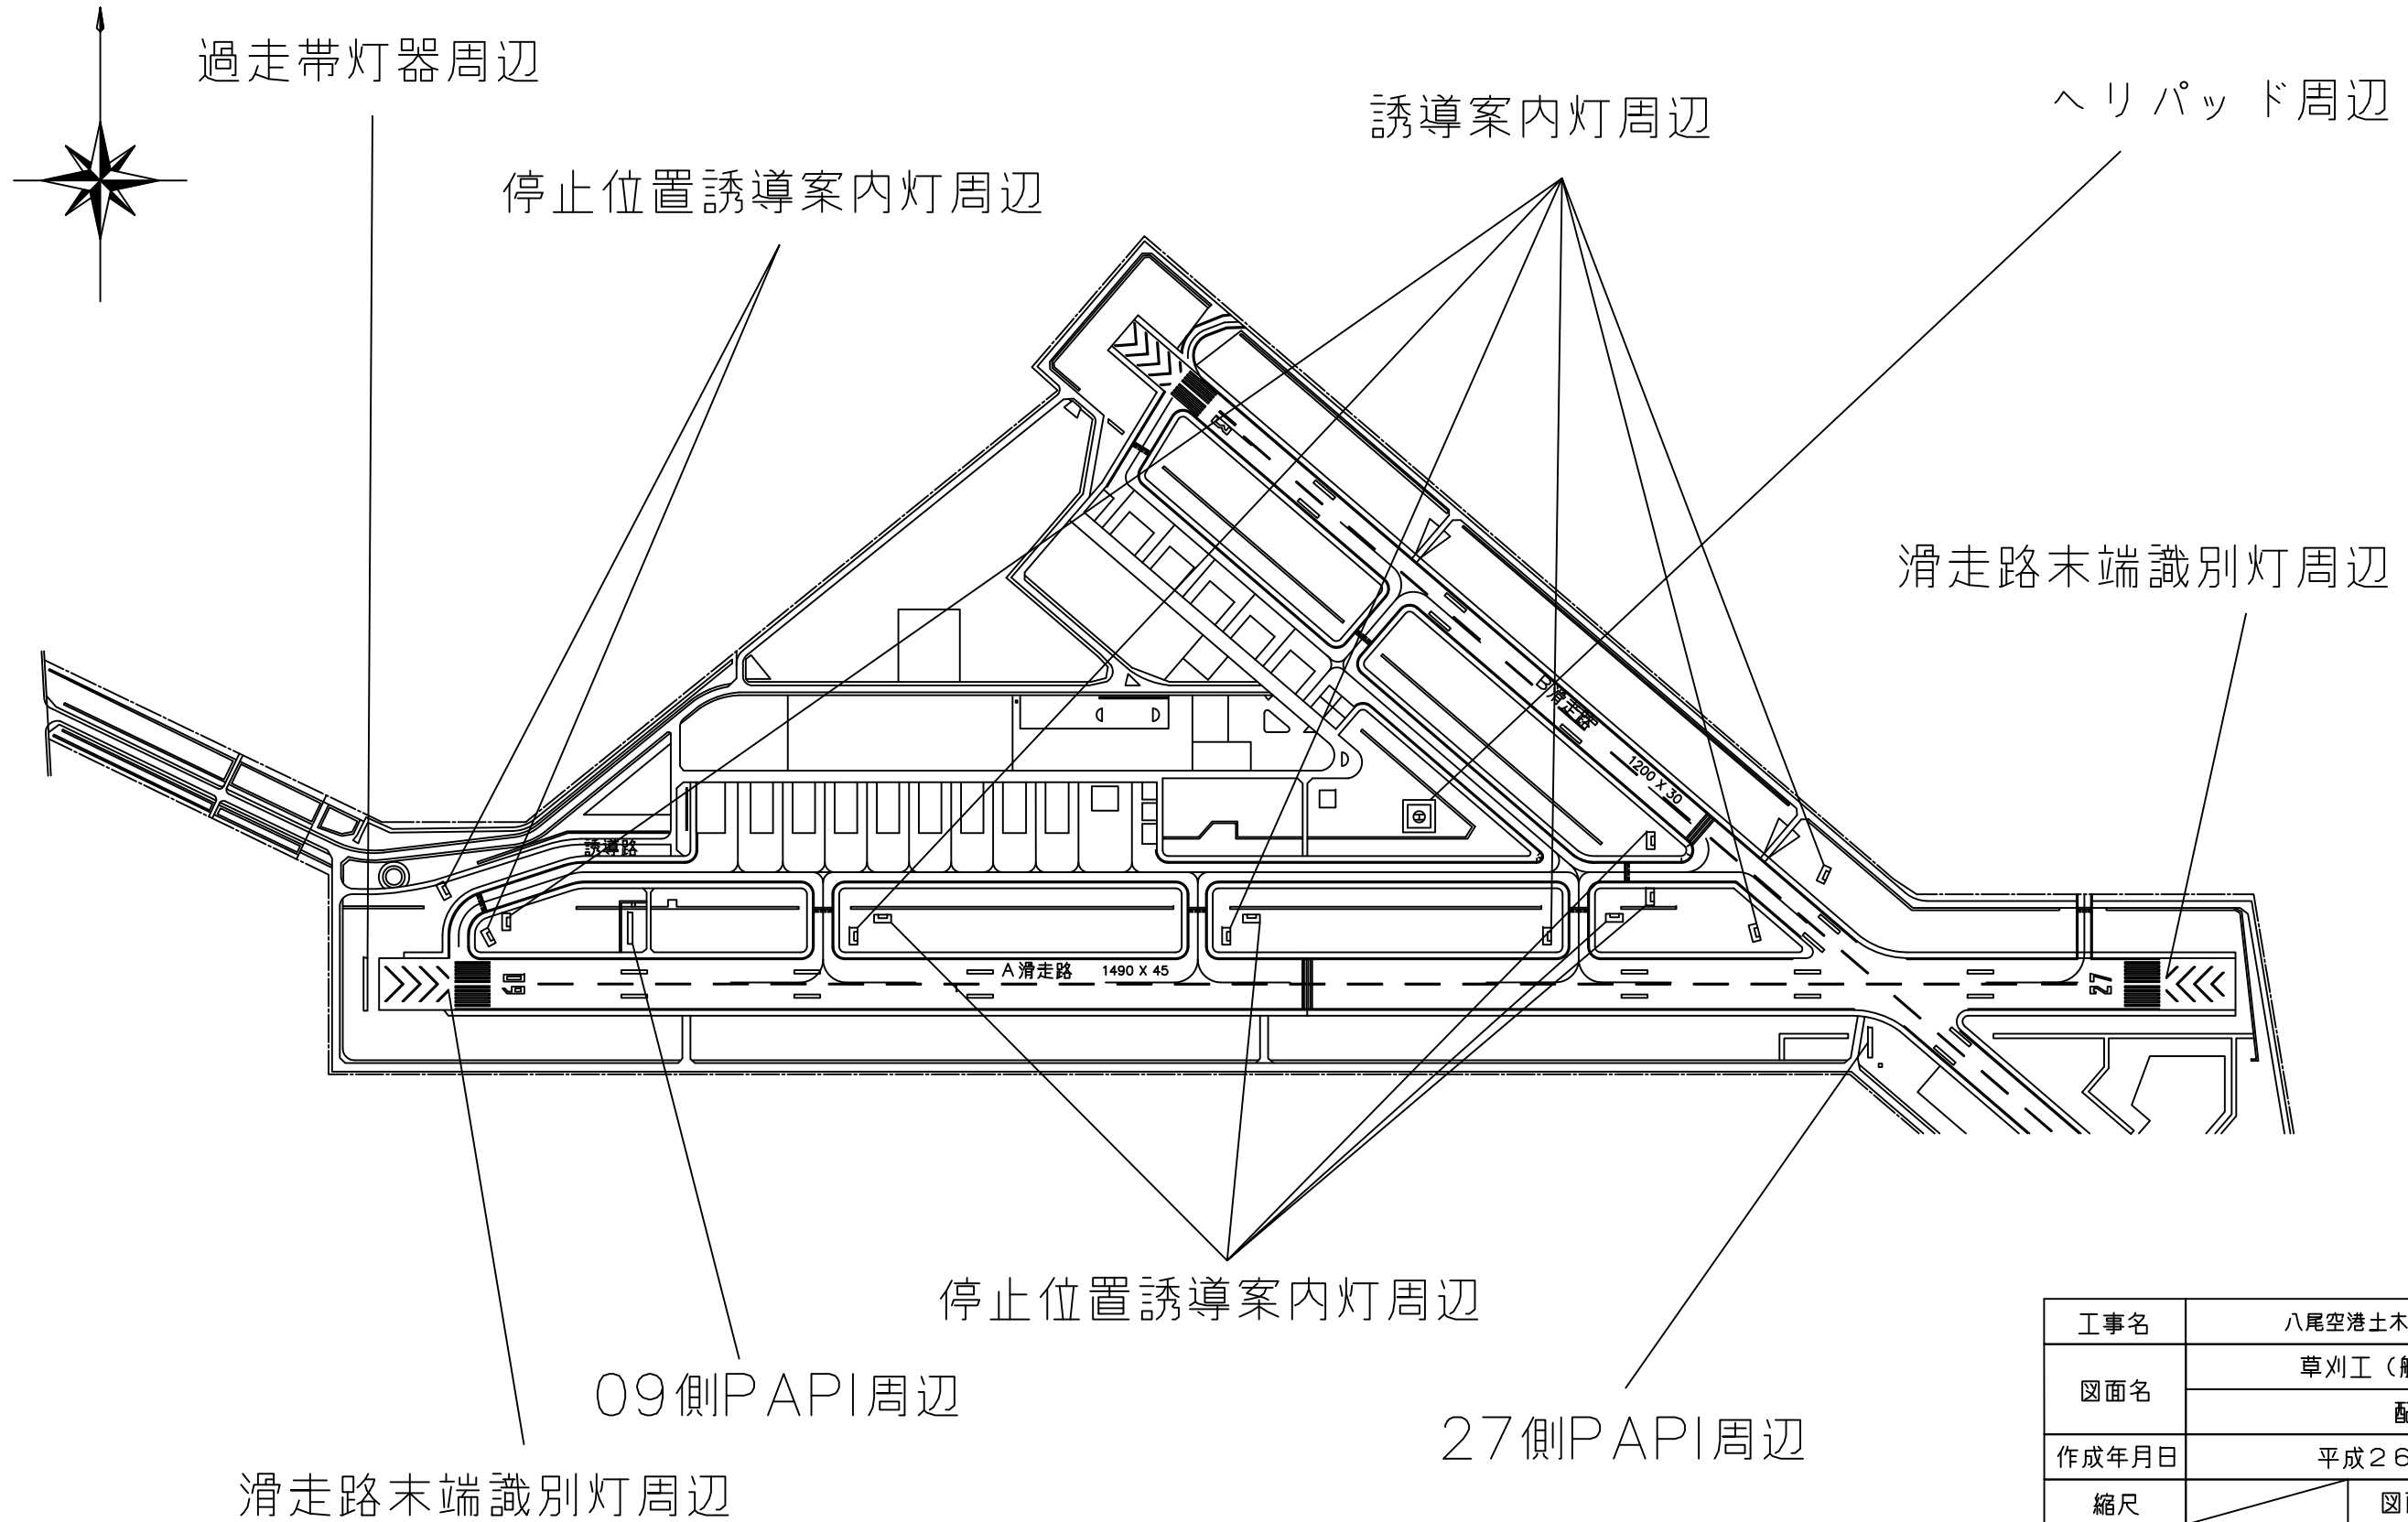 過走帯灯器周辺
誘導案内灯周辺
ヘリパッド周辺
停止位置誘導案内灯周辺
滑走路末端識別灯周辺
B滑走路
1200 X 30
誘導路
A滑走路 1490 X 45
27
停止位置誘導案内灯周辺
09側PAPI周辺
27側PAPI周辺
滑走路末端識別灯周辺
工事名 八尾空港土木
図面名 草刈工（
配
作成年月日 平成26
縮尺 図